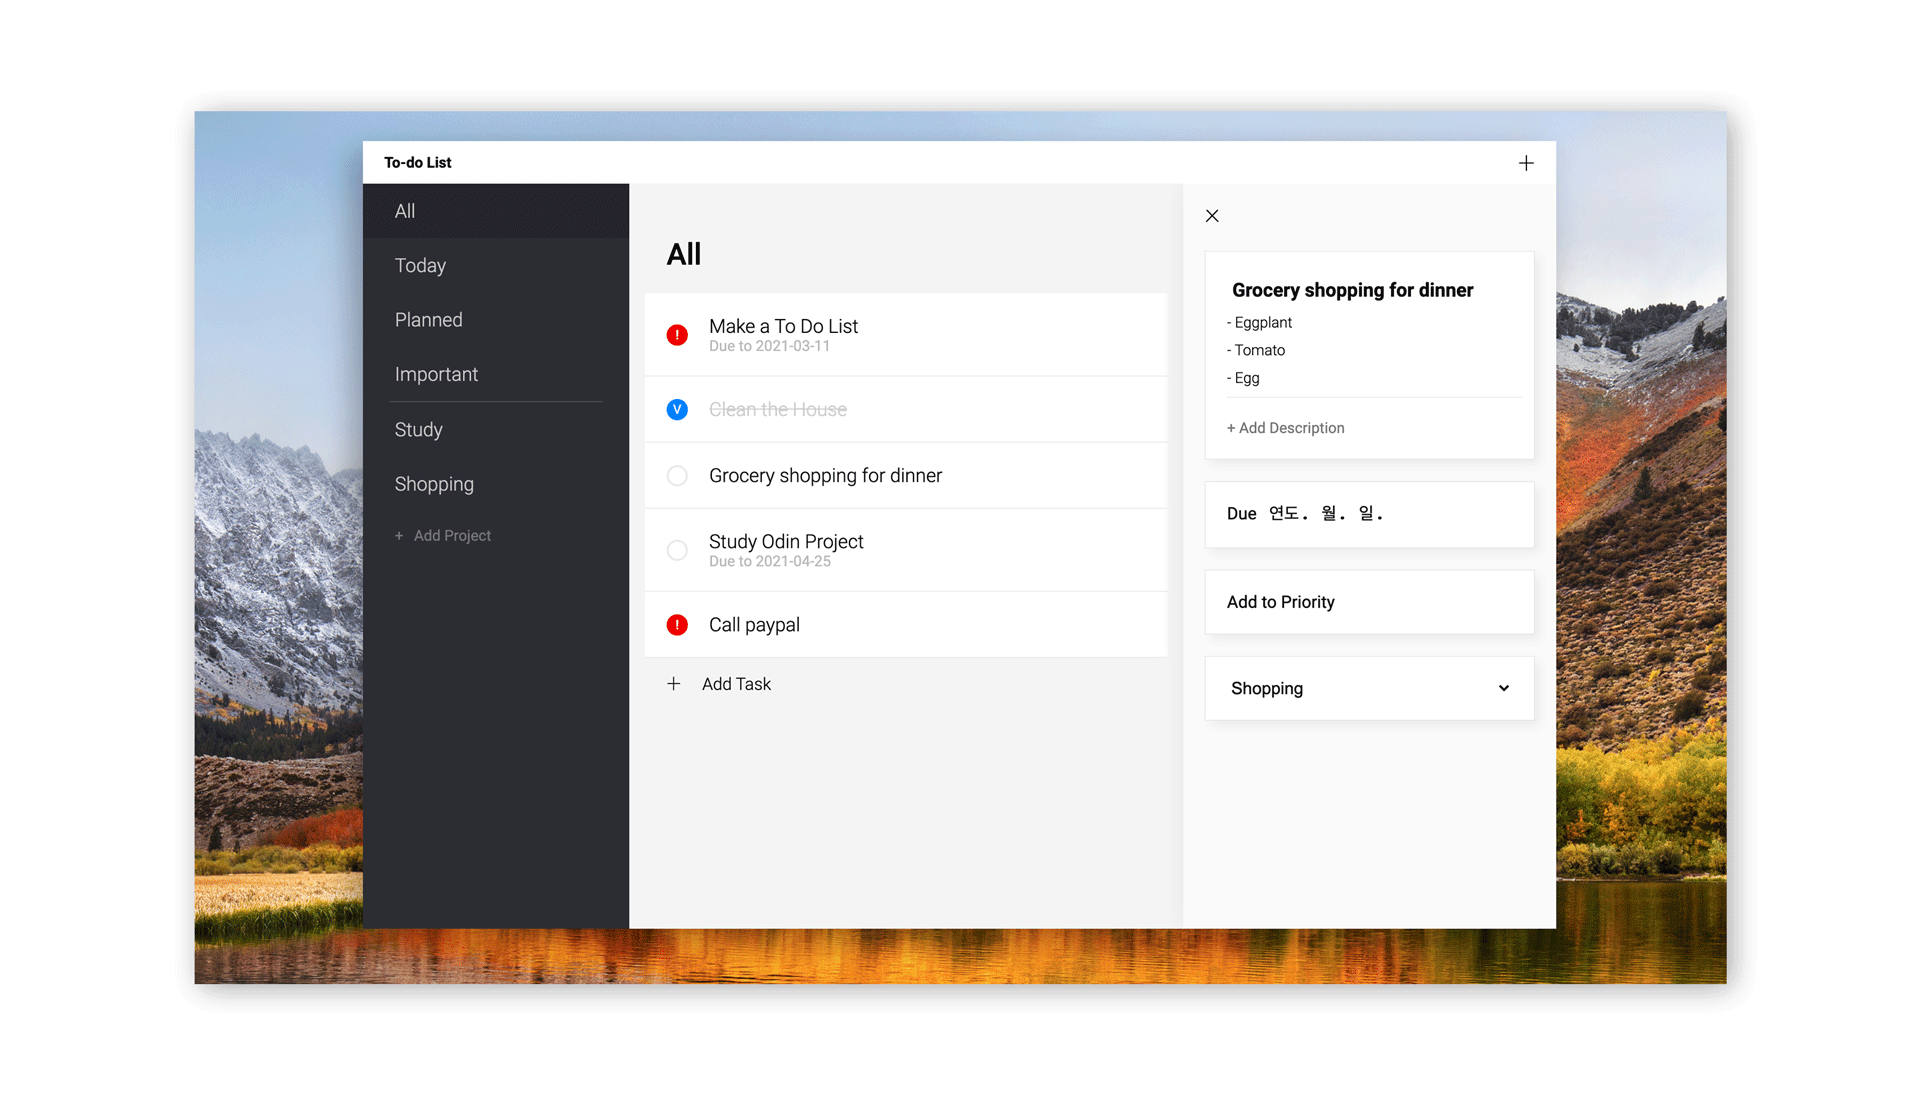 To-do List
All
Today
Planned
Important
Study
Shopping
+ Add Project
All
! Make a To Do List
Due to 2021-03-11
V Clean the House
Grocery shopping for dinner
Study Odin Project
Due to 2021-04-25
! Call paypal
+ Add Task
Grocery shopping for dinner
- Eggplant
- Tomato
- Egg
+ Add Description
Due 연도. 월. 일.
Add to Priority
Shopping